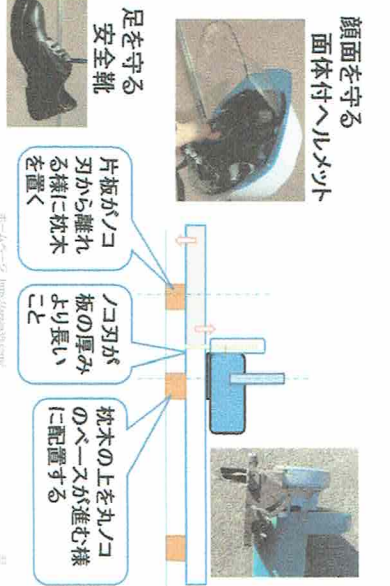 顔面を守る
面体付ヘルメット
足を守る
安全靴
片板がノコ
刃から離れ
る様に枕木
を置く
ノコ刃が
板の厚み
より長い
こと
枕木の上を丸ノコ
のベースが進む様
に配置する